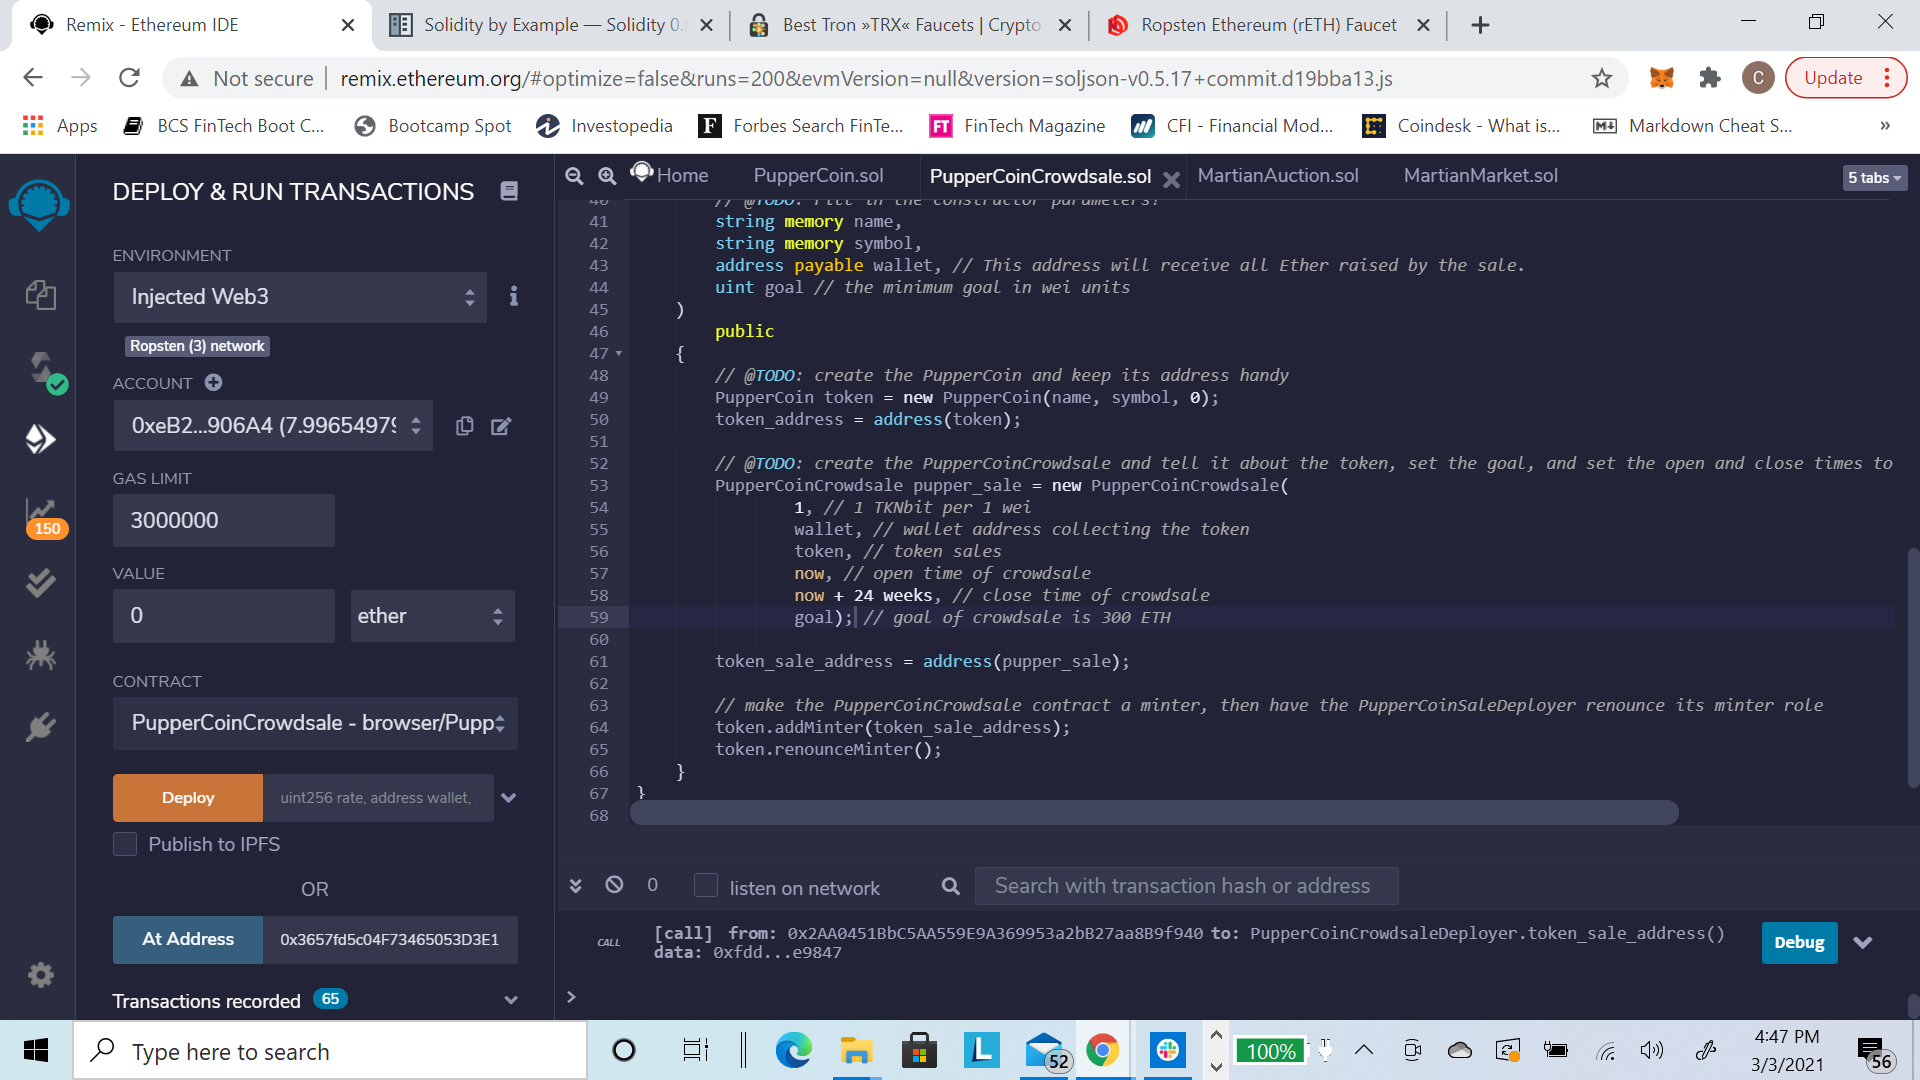 Remix - Ethereum IDE
Solidity by Example — Solidity 0.
Best Tron »TRX« Faucets | Crypto
Ropsten Ethereum (rETH) Faucet
Not secure
remix.ethereum.org/#optimize=false&runs=200&evmVersion=null&version=soljson-v0.5.17+commit.d19bba13.js
C
Update
Apps
BCS FinTech Boot C...
Bootcamp Spot
Investopedia
F
Forbes Search FinTe...
FT
FinTech Magazine
CFI - Financial Mod...
Coindesk - What is...
Markdown Cheat S...
»
DEPLOY & RUN TRANSACTIONS
ENVIRONMENT
Injected Web3
Ropsten (3) network
ACCOUNT
0xeB2...906A4 (7.99654979
GAS LIMIT
3000000
VALUE
0
ether
CONTRACT
PupperCoinCrowdsale - browser/Pupp
Deploy
uint256 rate, address wallet,
Publish to IPFS
OR
At Address
0x3657fd5c04F73465053D3E1
Transactions recorded 65
150
Home
PupperCoin.sol
PupperCoinCrowdsale.sol
MartianAuction.sol
MartianMarket.sol
5 tabs
40 // @TODO: Fill in the constructor parameters!
41 string memory name,
42 string memory symbol,
43 address payable wallet, // This address will receive all Ether raised by the sale.
44 uint goal // the minimum goal in wei units
45 )
46 public
47 {
48 // @TODO: create the PupperCoin and keep its address handy
49 PupperCoin token = new PupperCoin(name, symbol, 0);
50 token_address = address(token);
51
52 // @TODO: create the PupperCoinCrowdsale and tell it about the token, set the goal, and set the open and close times to
53 PupperCoinCrowdsale pupper_sale = new PupperCoinCrowdsale(
54 1, // 1 TKNbit per 1 wei
55 wallet, // wallet address collecting the token
56 token, // token sales
57 now, // open time of crowdsale
58 now + 24 weeks, // close time of crowdsale
59 goal); // goal of crowdsale is 300 ETH
60
61 token_sale_address = address(pupper_sale);
62
63 // make the PupperCoinCrowdsale contract a minter, then have the PupperCoinSaleDeployer renounce its minter role
64 token.addMinter(token_sale_address);
65 token.renounceMinter();
66 }
67 }
68
0
listen on network
Search with transaction hash or address
CALL
[call] from: 0x2AA0451BbC5AA559E9A369953a2bB27aa8B9f940 to: PupperCoinCrowdsaleDeployer.token_sale_address()
data: 0xfdd...e9847
Debug
>
Type here to search
L
52
100%
4:47 PM
3/3/2021
56